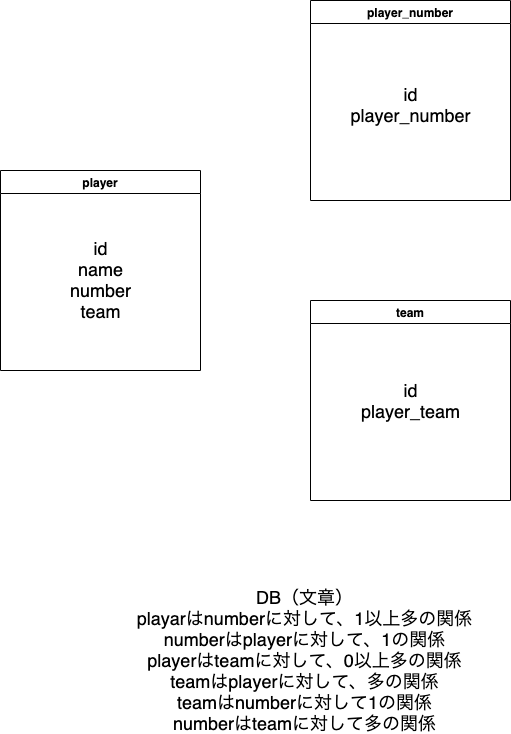 player_number
id
player_number
player
id
name
number
team
team
id
player_team
DB（文章）
playarはnumberに対して、1以上多の関係
numberはplayerに対して、1の関係
playerはteamに対して、0以上多の関係
teamはplayerに対して、多の関係
teamはnumberに対して1の関係
numberはteamに対して多の関係